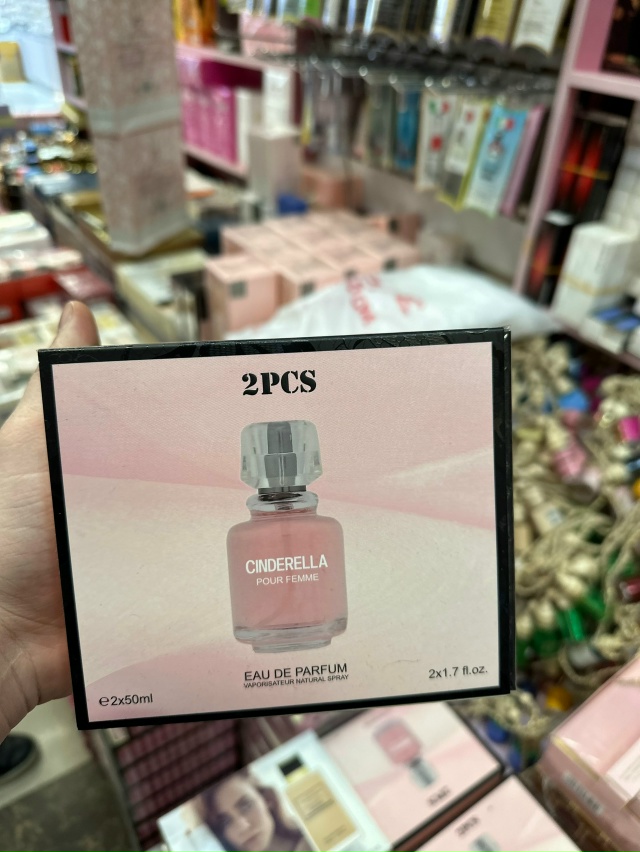 2PCS
CINDERELLA
POUR FEMME
EAU DE PARFUM
VAPORISATEUR NATURAL SPRAY
℮2x50ml
2x1.7 fl.oz.